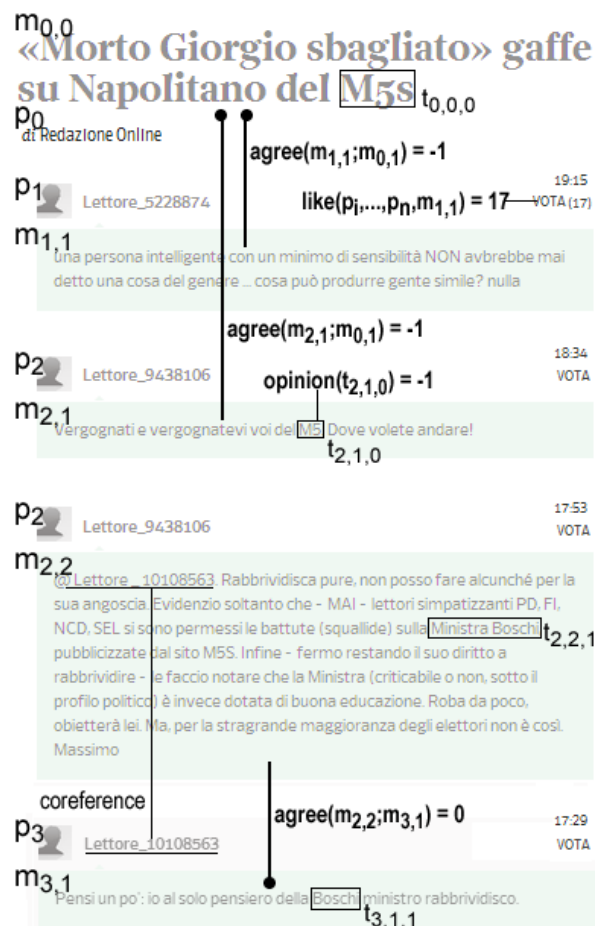 m0,0
«Morto Giorgio sbagliato» gaffe
su Napolitano del M5s t0,0,0
p0
di Redazione Online
agree(m1,1;m0,1) = -1
19:15
p1 Lettore_5228874 like(pi,...,pn,m1,1) = 17 VOTA (17)
m1,1
una persona intelligente con un minimo di sensibilità NON avbrebbe mai
detto una cosa del genere ... cosa può produrre gente simile? nulla
agree(m2,1;m0,1) = -1
18:34
p2 Lettore_9438106 opinion(t2,1,0) = -1 VOTA
m2,1
Vergognati e vergognatevi voi del M5. Dove volete andare!
t2,1,0
17:53
p2 Lettore_9438106 VOTA
m2,2
@Lettore _ 10108563. Rabbrividisca pure, non posso fare alcunché per la
sua angoscia. Evidenzio soltanto che - MAI - lettori simpatizzanti PD, FI,
NCD, SEL si sono permessi le battute (squallide) sulla Ministra Boschi t2,2,1
pubblicizzate dal sito M5S. Infine - fermo restando il suo diritto a
rabbrividire - le faccio notare che la Ministra (criticabile o non, sotto il
profilo politico) è invece dotata di buona educazione. Roba da poco,
obietterà lei. Ma, per la stragrande maggioranza degli elettori non è così.
Massimo
coreference
agree(m2,2;m3,1) = 0
17:29
p3 Lettore_10108563 VOTA
m3,1
Pensi un po': io al solo pensiero della Boschi ministro rabbrividisco.
t3,1,1